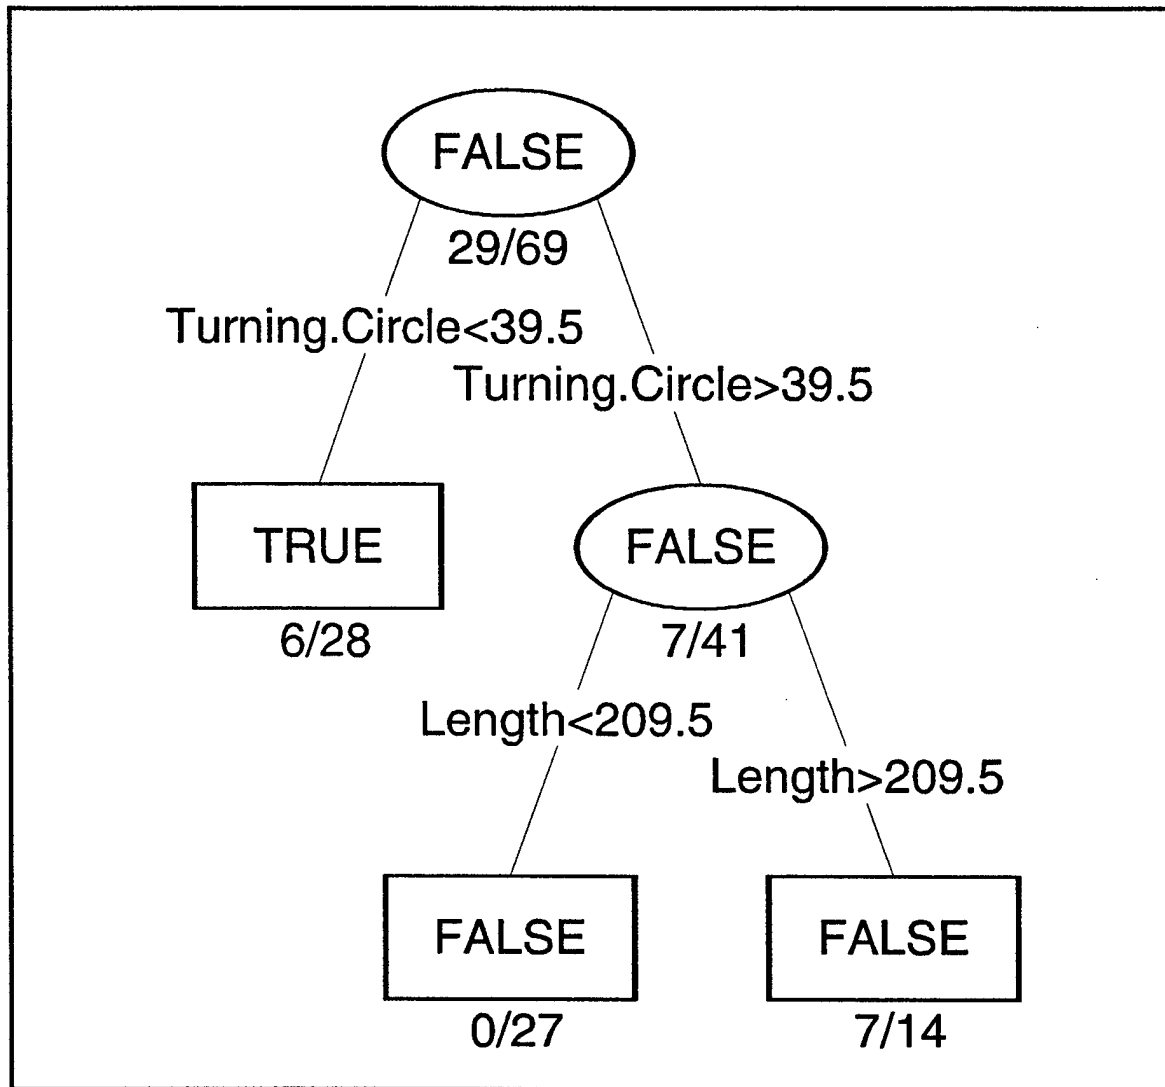 FALSE
29/69
Turning.Circle<39.5
Turning.Circle>39.5
TRUE
6/28
FALSE
7/41
Length<209.5
Length>209.5
FALSE
0/27
FALSE
7/14